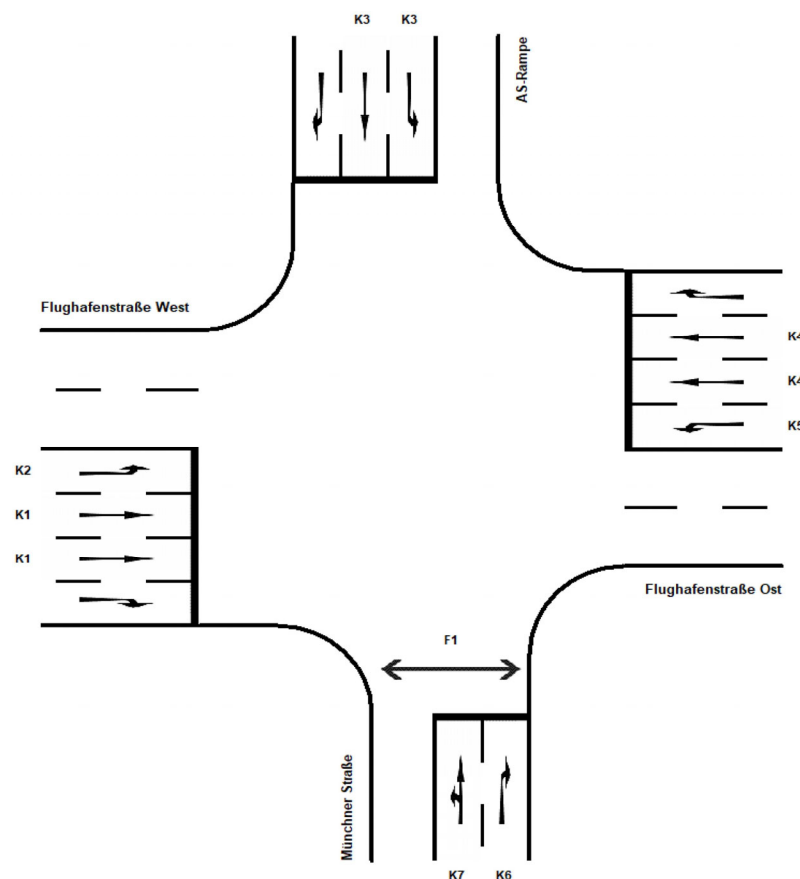 K3 K3
AS-Rampe
Flughafenstraße West
K4
K4
K5
K2
K1
K1
Flughafenstraße Ost
F1
Münchner Straße
K7 K6